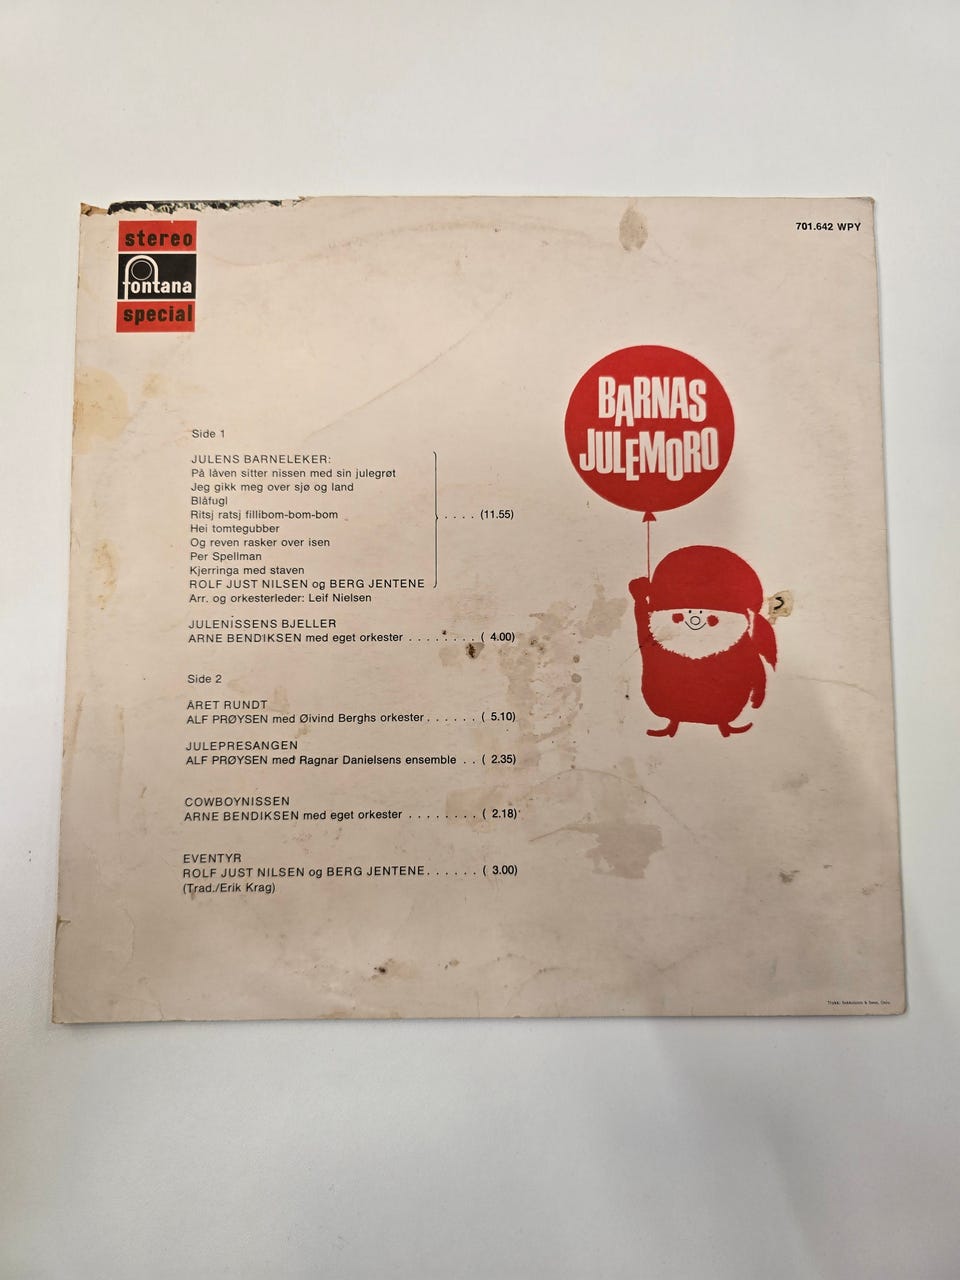 stereo
fontana
special
701.642 WPY
BARNAS
JULEMORO
Side 1
JULENS BARNELEKER:
På låven sitter nissen med sin julegrøt
Jeg gikk meg over sjø og land
Blåfugl
Ritsj ratsj fillibom-bom-bom
. . . . (11.55)
Hei tomtegubber
Og reven rasker over isen
Per Spellman
Kjerringa med staven
ROLF JUST NILSEN og BERG JENTENE
Arr. og orkesterleder: Leif Nielsen
JULENISSENS BJELLER
ARNE BENDIKSEN med eget orkester . . . . . . . . ( 4.00)
Side 2
ÅRET RUNDT
ALF PRØYSEN med Øivind Berghs orkester . . . . . . ( 5.10)
JULEPRESANGEN
ALF PRØYSEN med Ragnar Danielsens ensemble . . ( 2.35)
COWBOYNISSEN
ARNE BENDIKSEN med eget orkester . . . . . . . . ( 2.18)
EVENTYR
ROLF JUST NILSEN og BERG JENTENE. . . . . . ( 3.00)
(Trad./Erik Krag)